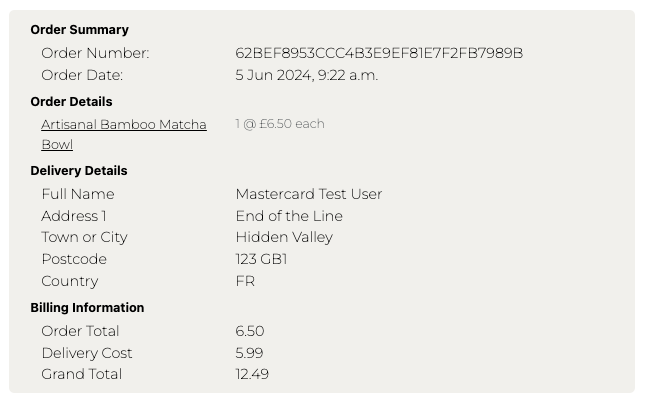 Order Summary
Order Number: 62BEF8953CCC4B3E9EF81E7F2FB7989B
Order Date: 5 Jun 2024, 9:22 a.m.
Order Details
Artisanal Bamboo Matcha 1 @ £6.50 each
Bowl
Delivery Details
Full Name Mastercard Test User
Address 1 End of the Line
Town or City Hidden Valley
Postcode 123 GB1
Country FR
Billing Information
Order Total 6.50
Delivery Cost 5.99
Grand Total 12.49